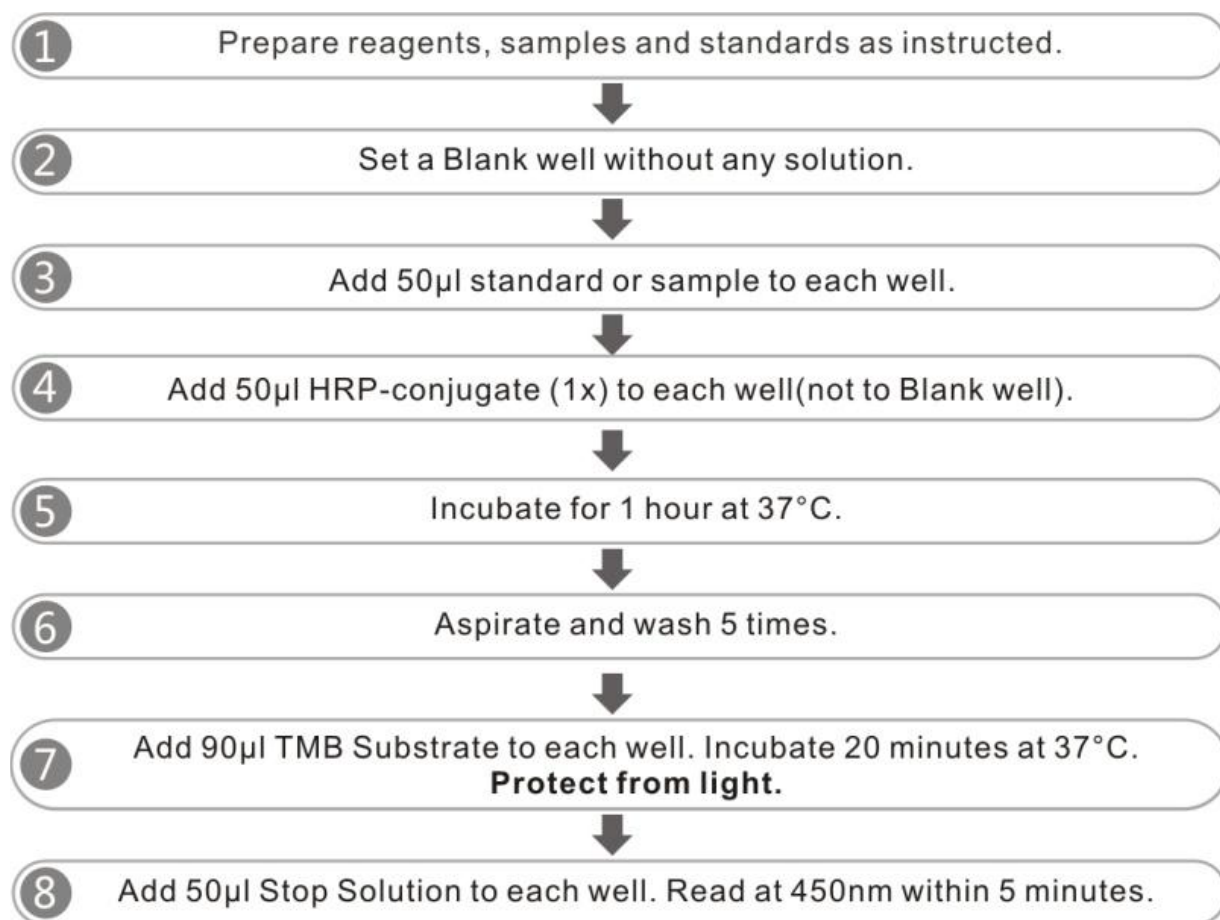 1 Prepare reagents, samples and standards as instructed.
2 Set a Blank well without any solution.
3 Add 50µl standard or sample to each well.
4 Add 50µl HRP-conjugate (1x) to each well(not to Blank well).
5 Incubate for 1 hour at 37°C.
6 Aspirate and wash 5 times.
7 Add 90µl TMB Substrate to each well. Incubate 20 minutes at 37°C.
Protect from light.
8 Add 50µl Stop Solution to each well. Read at 450nm within 5 minutes.